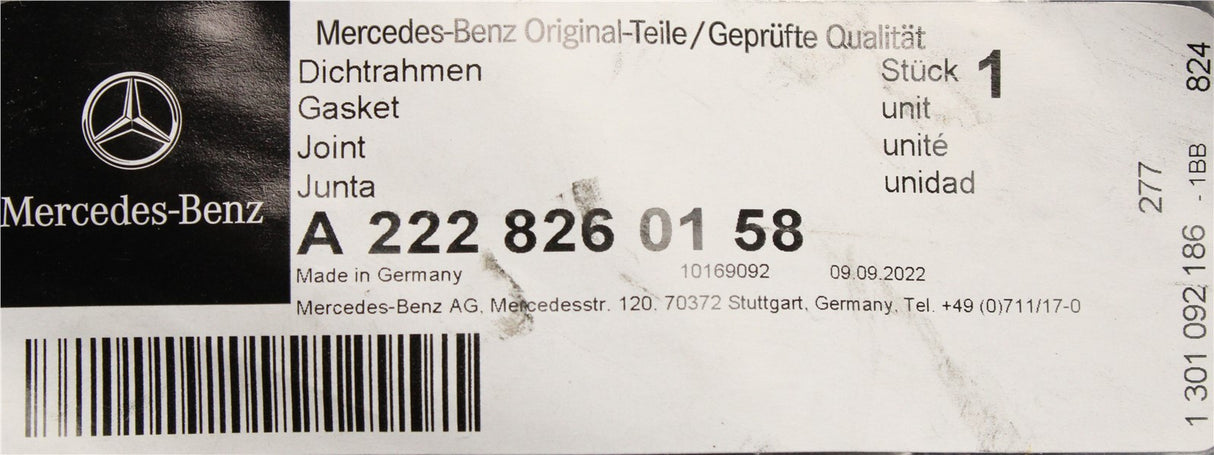 Mercedes-Benz
Mercedes-Benz Original-Teile/Geprüfte Qualität
Dichtrahmen
Gasket
Joint
Junta
Stück 1
unit
unité
unidad
A 222 826 01 58
Made in Germany 10169092 09.09.2022
Mercedes-Benz AG, Mercedesstr. 120, 70372 Stuttgart, Germany, Tel. +49 (0)711/17-0
277
1 301 092 186 - 1BB 824